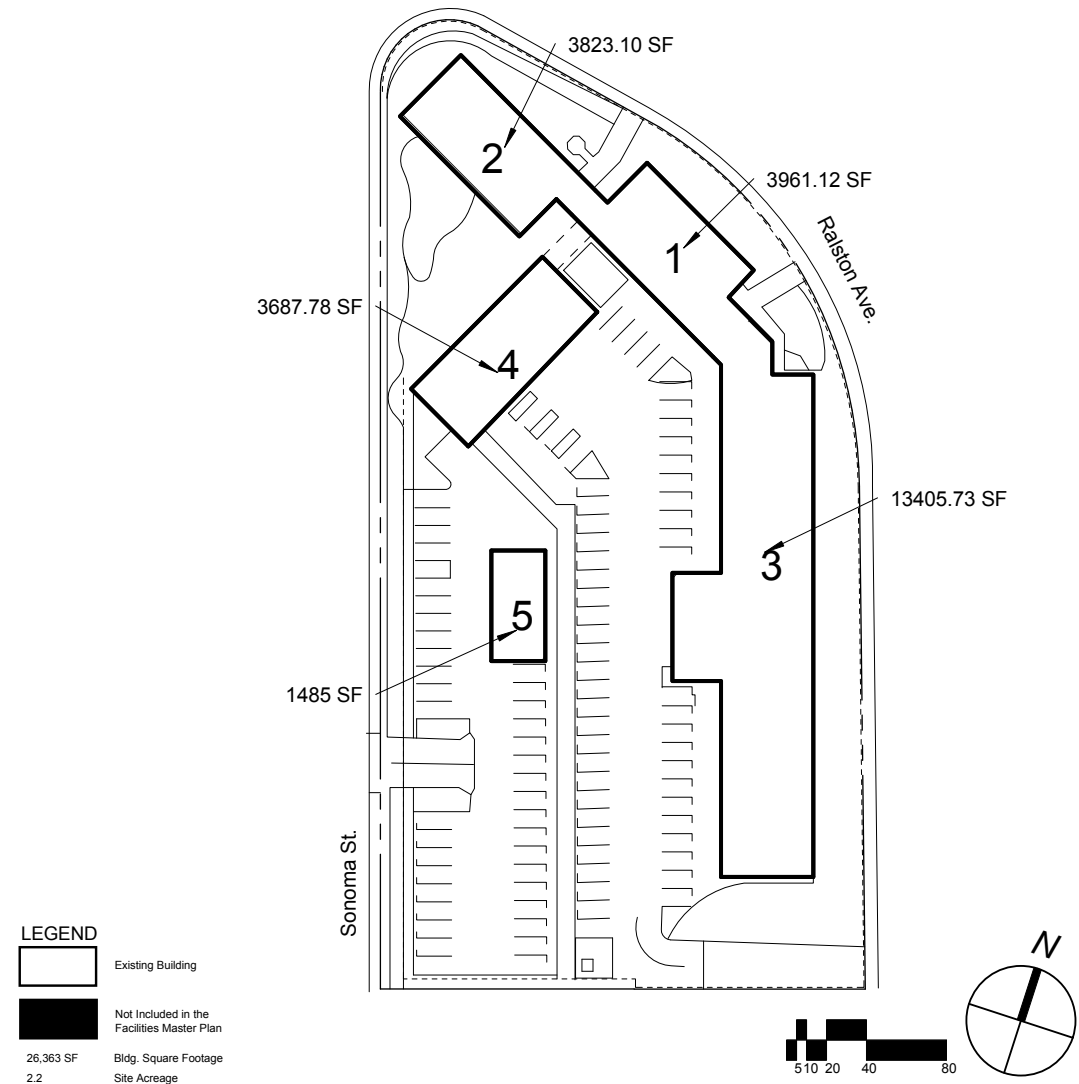 3823.10 SF
2
3961.12 SF
1
Ralston Ave.
3687.78 SF
4
13405.73 SF
3
5
1485 SF
Sonoma St.
LEGEND
Existing Building
Not Included in the
Facilities Master Plan
26,363 SF Bldg. Square Footage
2.2 Site Acreage
N
5 10 20 40 80